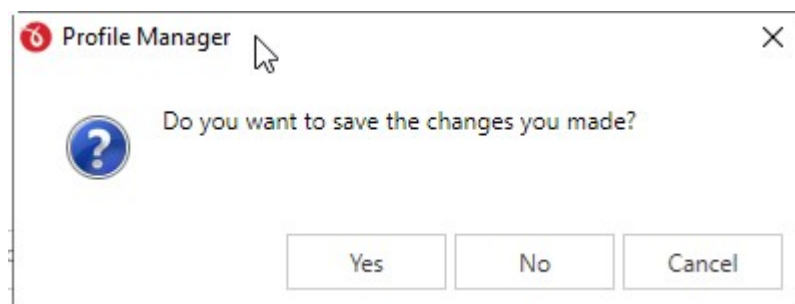 Profile Manager
Do you want to save the changes you made?
Yes No Cancel